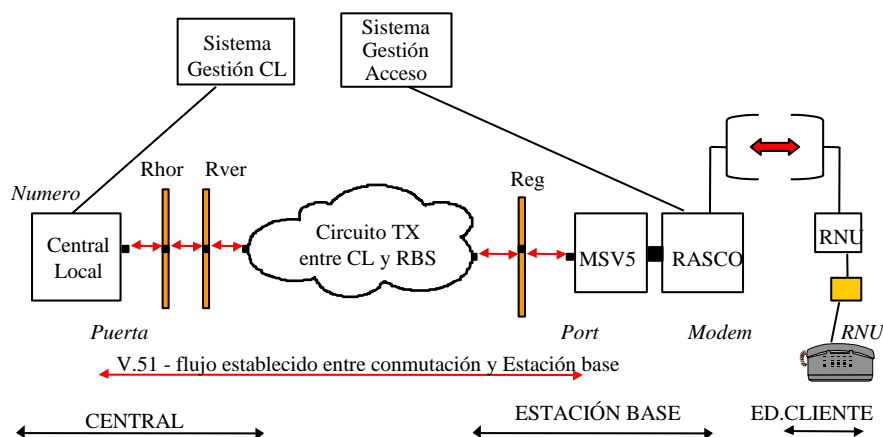 Sistema
Gestión CL
Sistema
Gestión
Acceso
Rhor
Rver
Reg
Numero
Central
Local
Circuito TX
entre CL y RBS
MSV5
RASCO
RNU
Puerta
Port
Modem
RNU
V.51 - flujo establecido entre conmutación y Estación base
CENTRAL
ESTACIÓN BASE
ED.CLIENTE